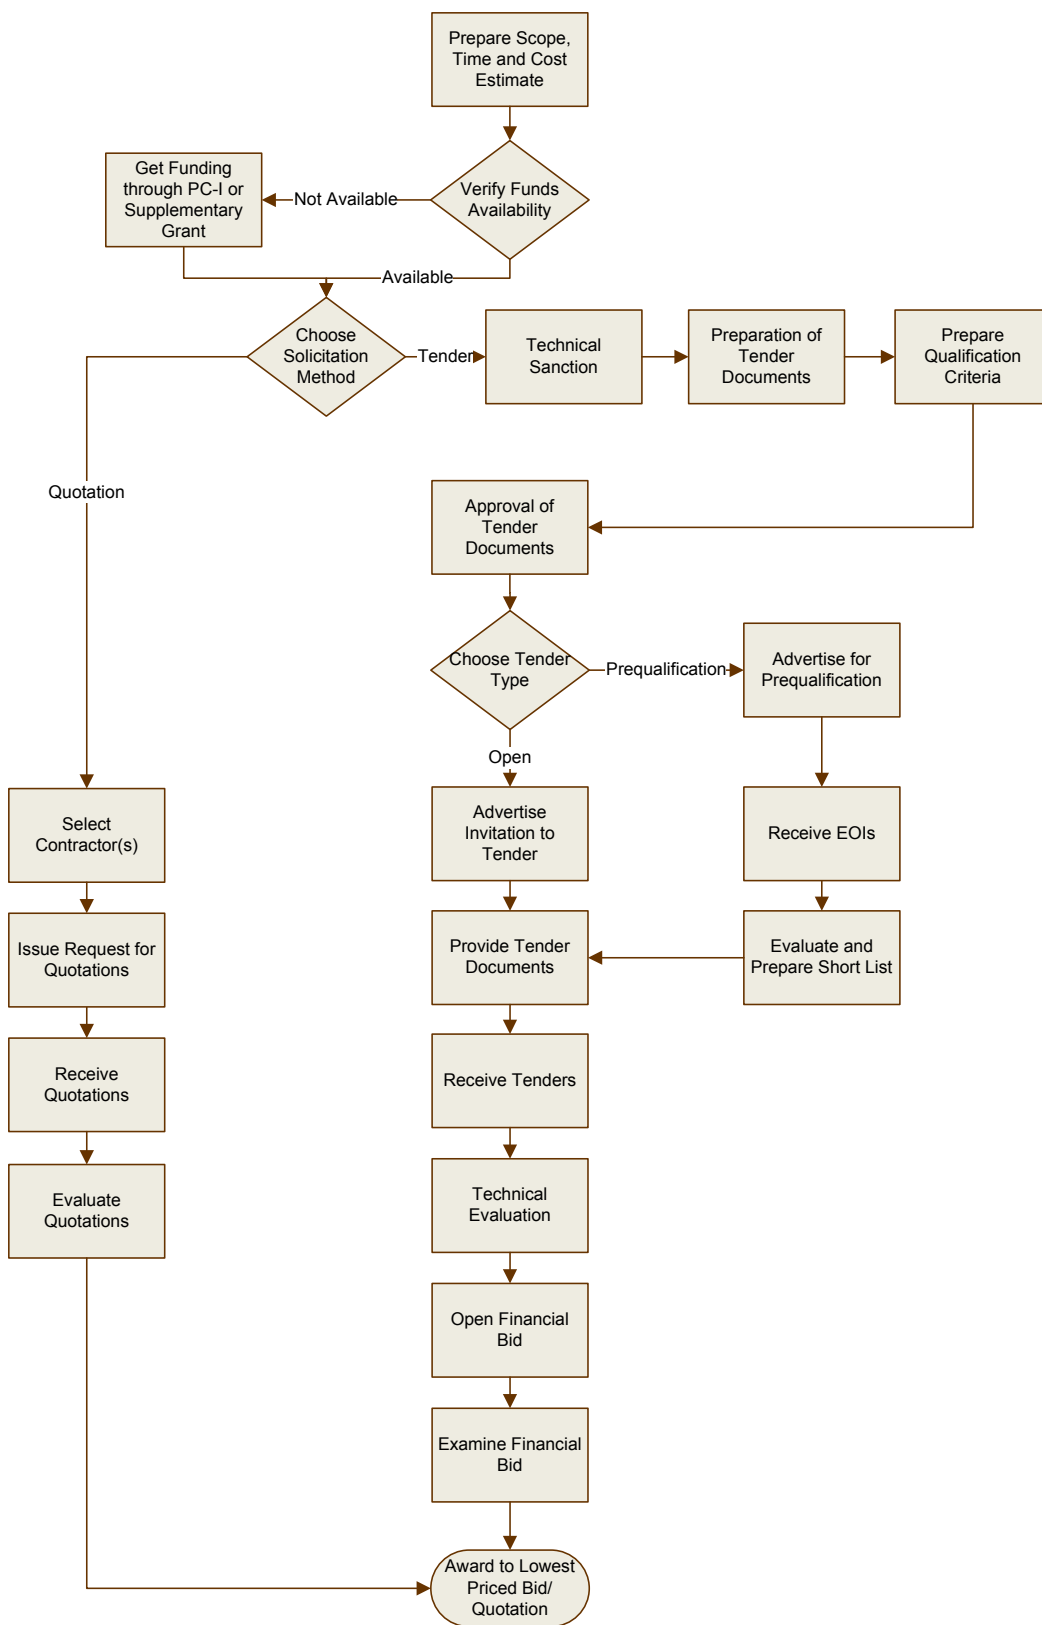 Prepare Scope,
Time and Cost
Estimate
Get Funding
through PC-I or
Supplementary
Grant
Not Available
Verify Funds
Availability
Available
Choose
Solicitation
Method
Tender
Technical
Sanction
Preparation of
Tender
Documents
Prepare
Qualification
Criteria
Quotation
Approval of
Tender
Documents
Choose Tender
Type
Prequalification
Advertise for
Prequalification
Open
Select
Contractor(s)
Advertise
Invitation to
Tender
Receive EOIs
Issue Request for
Quotations
Provide Tender
Documents
Evaluate and
Prepare Short List
Receive
Quotations
Receive Tenders
Evaluate
Quotations
Technical
Evaluation
Open Financial
Bid
Examine Financial
Bid
Award to Lowest
Priced Bid/
Quotation